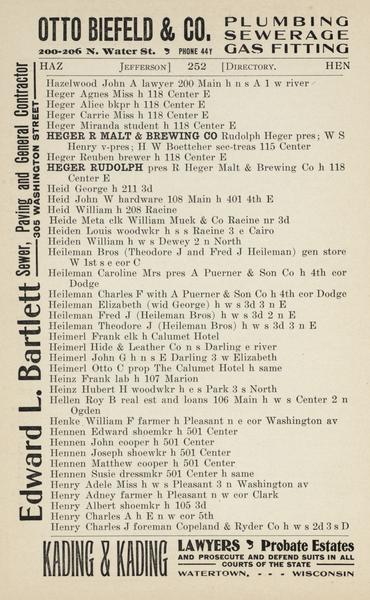 OTTO BIEFELD & CO. PLUMBING
SEWERAGE
200-206 N. Water St. PHONE 44Y GAS FITTING
HAZ JEFFERSON] 252 [DIRECTORY. HEN
Hazelwood John A lawyer 200 Main h n s A 1 w river
Heger Agnes Miss h 118 Center E
Heger Alice bkpr h 118 Center E
Heger Carrie Miss h 118 Center E
Heger Miranda student h 118 Center E
HEGER R MALT & BREWING CO Rudolph Heger pres; W S
Henry v-pres; H W Boettcher sec-treas 115 Center
Heger Reuben brewer h 118 Center E
HEGER RUDOLPH pres R Heger Malt & Brewing Co h 118
Center E
Heid George h 211 3d
Heid John W hardware 108 Main h 401 4th E
Heid William h 208 Racine
Heide Meta clk William Muck & Co Racine nr 3d
Heiden Louis woodwkr h s s Racine 3 e Cairo
Heiden William h w s Dewey 2 n North
Heileman Bros (Theodore J and Fred J Heileman) gen store
W 1st s e cor C
Heileman Caroline Mrs pres A Puerner & Son Co h 4th cor
Dodge
Heileman Charles F with A Puerner & Son Co h 4th cor Dodge
Heileman Elizabeth (wid George) h w s 3d 3 n E
Heileman Fred J (Heileman Bros) h w s 3d 2 n E
Heileman Theodore J (Heileman Bros) h w s 3d 3 n E
Heimerl Frank clk h Calumet Hotel
Heimerl Hide & Leather Co n s Darling e river
Heimerl John G h n s E Darling 3 w Elizabeth
Heimerl Otto C prop The Calumet Hotel h same
Heinz Frank lab h 107 Marion
Heinz Hubert H woodwkr h e s Park 3 s North
Hellen Roy B real est and loans 106 Main h w s Center 2 n
Ogden
Henke William F farmer h Pleasant n e cor Washington av
Hennen Edward shoemkr h 501 Center
Hennen John cooper h 501 Center
Hennen Joseph shoewkr h 501 Center
Hennen Matthew cooper h 501 Center
Hennen Susie dressmkr 501 Center h same
Henry Adele Miss h w s Pleasant 3 n Washington av
Henry Adney farmer h Pleasant n w cor Clark
Henry Albert shoemkr h 105 3d
Henry Charles A h E n w cor 5th
Henry Charles J foreman Copeland & Ryder Co h w s 2d 3 s D
Edward L. Bartlett Sewer, Paving and General Contractor
305 WASHINGTON STREET
KADING & KADING LAWYERS Probate Estates
AND PROSECUTE AND DEFEND SUITS IN ALL
COURTS OF THE STATE
WATERTOWN, - - - WISCONSIN